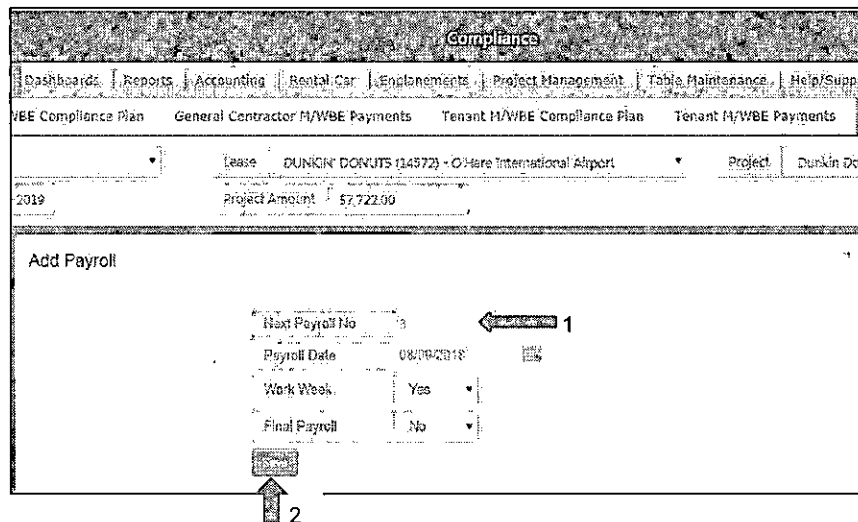 Compliance
Dashboards Reports Accounting Rental Car Enplanements Project Management Table Maintenance Help/Supp
WBE Compliance Plan General Contractor M/WBE Payments Tenant M/WBE Compliance Plan Tenant M/WBE Payments
Lease DUNKIN' DONUTS (14572) - O'Hare International Airport Project Dunkin Do
2019 Project Amount 57,722.00
Add Payroll
Next Payroll No 3 1
Payroll Date 08/09/2018
Work Week Yes
Final Payroll No
2